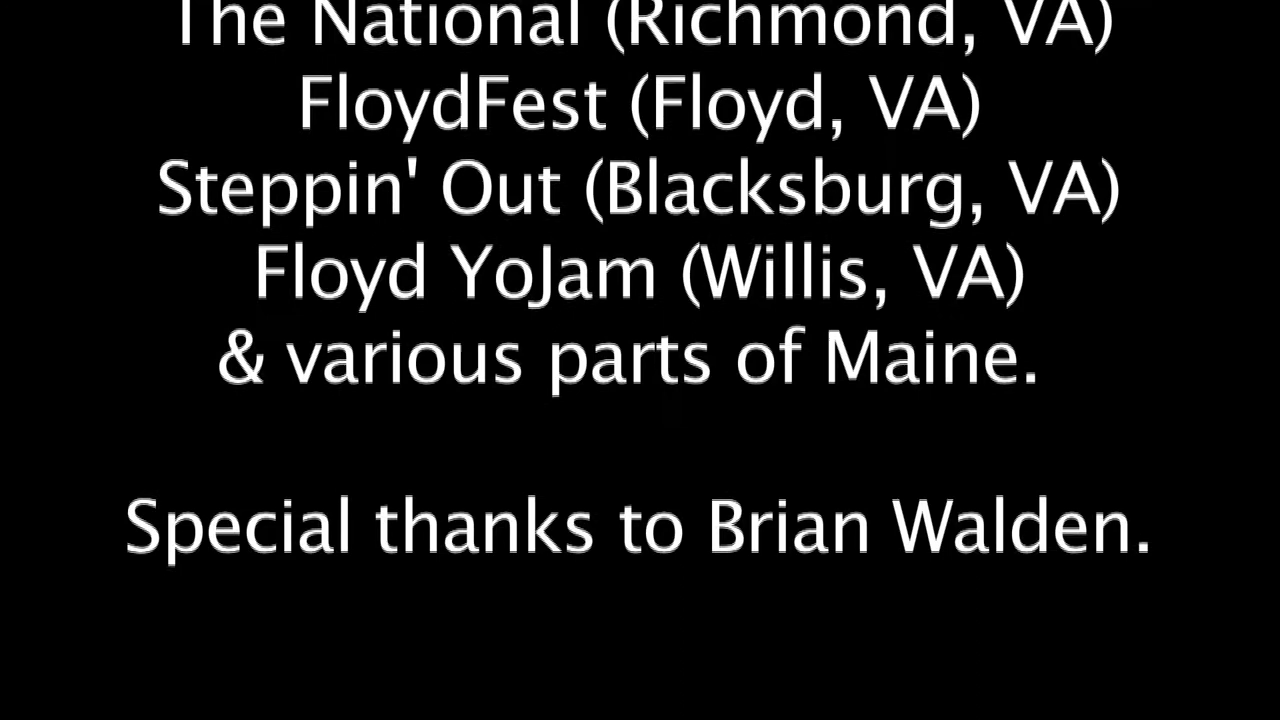 The National (Richmond, VA)
FloydFest (Floyd, VA)
Steppin' Out (Blacksburg, VA)
Floyd YoJam (Willis, VA)
& various parts of Maine.
Special thanks to Brian Walden.